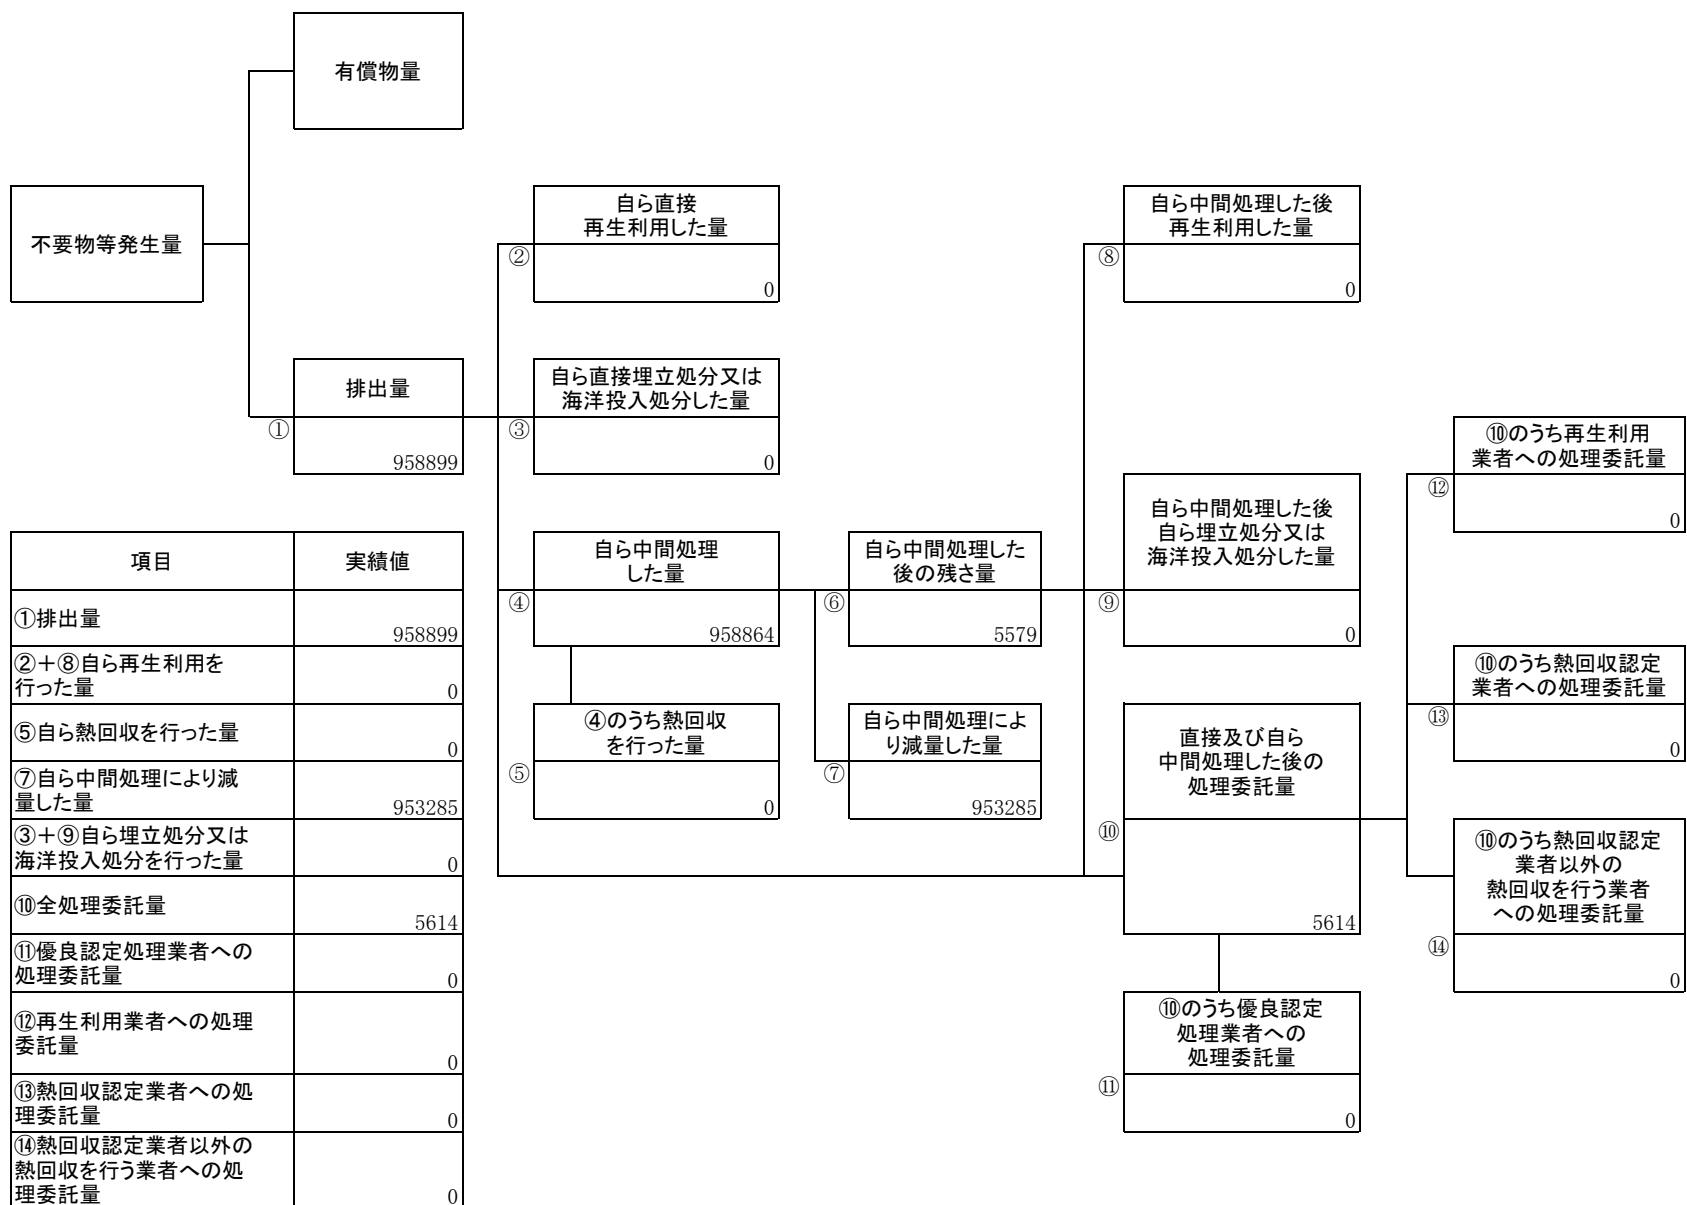 有償物量
不要物等発生量
自ら直接
再生利用した量
②
0
自ら中間処理した後
再生利用した量
⑧
0
排出量
①
958899
自ら直接埋立処分又は
海洋投入処分した量
③
0
⑩のうち再生利用
業者への処理委託量
⑫
0
自ら中間処理した後
自ら埋立処分又は
海洋投入処分した量
⑨
0
自ら中間処理
した量
④
958864
自ら中間処理した
後の残さ量
⑥
5579
⑩のうち熱回収認定
業者への処理委託量
⑬
0
④のうち熱回収
を行った量
⑤
0
自ら中間処理によ
り減量した量
⑦
953285
直接及び自ら
中間処理した後の
処理委託量
⑩
5614
⑩のうち熱回収認定
業者以外の
熱回収を行う業者
への処理委託量
⑭
0
⑩のうち優良認定
処理業者への
処理委託量
⑪
0
項目 実績値
①排出量
958899
②+⑧自ら再生利用を
行った量
0
⑤自ら熱回収を行った量
0
⑦自ら中間処理により減
量した量
953285
③+⑨自ら埋立処分又は
海洋投入処分を行った量
0
⑩全処理委託量
5614
⑪優良認定処理業者への
処理委託量
0
⑫再生利用業者への処理
委託量
0
⑬熱回収認定業者への処
理委託量
0
⑭熱回収認定業者以外の
熱回収を行う業者への処
理委託量
0